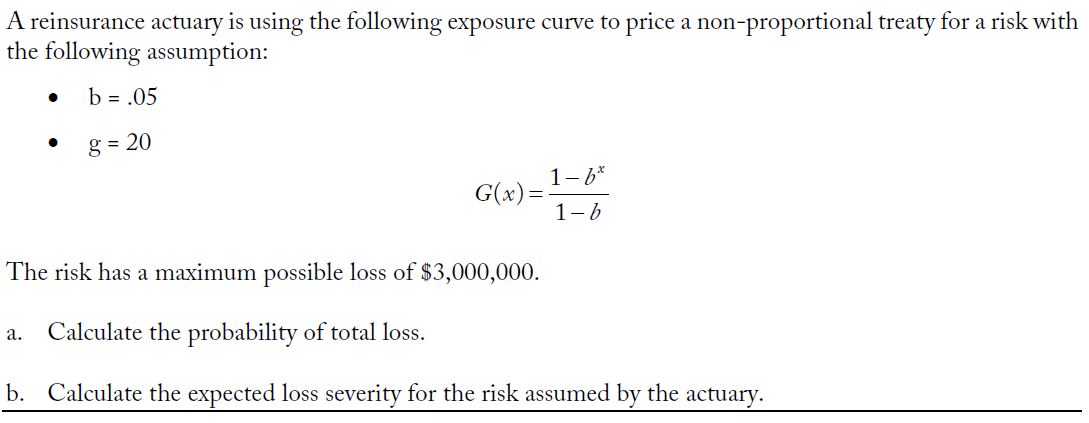 A reinsurance actuary is using the following exposure curve to price a non-proportional treaty for a risk with
the following assumption:
• b = .05
• g = 20
G(x) = \frac{1 - b^x}{1 - b}
The risk has a maximum possible loss of $3,000,000.
a. Calculate the probability of total loss.
b. Calculate the expected loss severity for the risk assumed by the actuary.